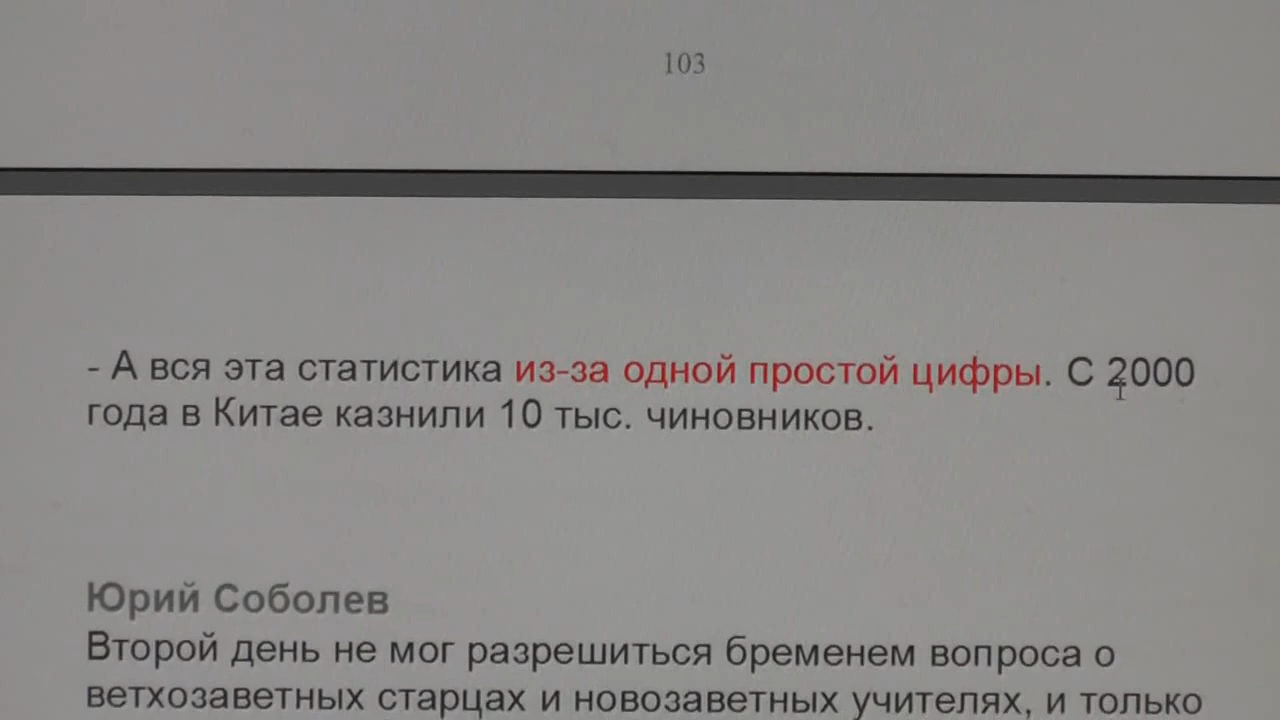 103
- А вся эта статистика из-за одной простой цифры. С 2000
года в Китае казнили 10 тыс. чиновников.
Юрий Соболев
Второй день не мог разрешиться бременем вопроса о
ветхозаветных старцах и новозаветных учителях, и только